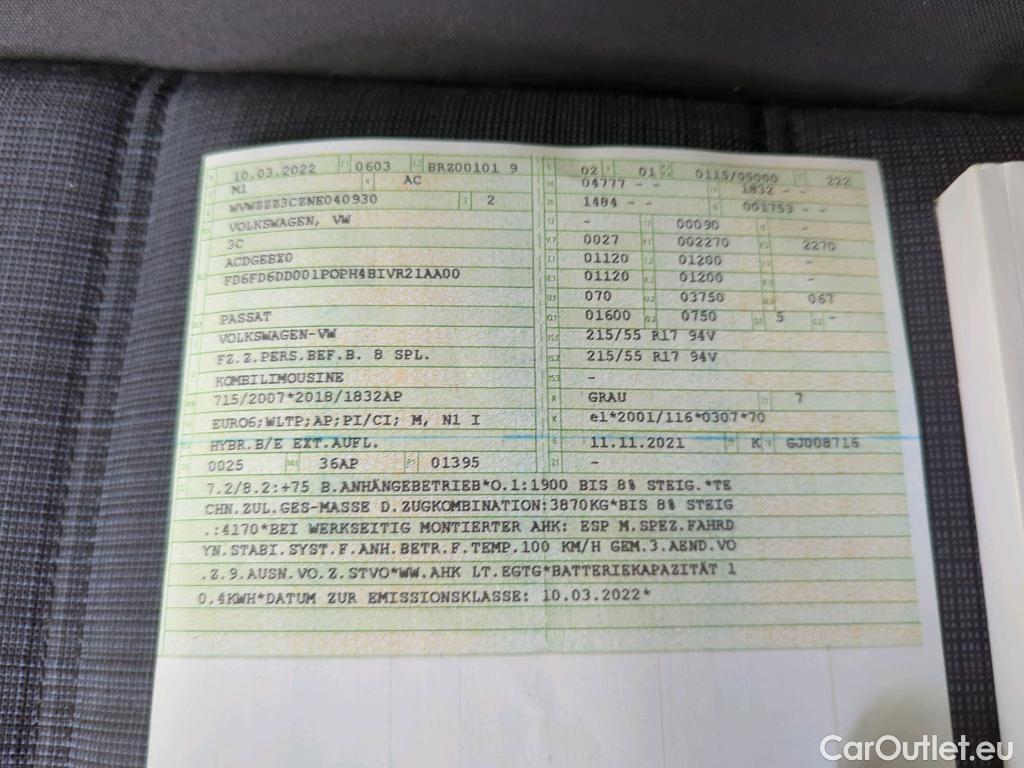 10.03.2022 0603 BRZ00101 9
N1 AC
WVWZZZ3CZNE040930 2
VOLKSWAGEN, VW
3C
ACDGEBX0
FD6FD6DD001POPH4BIVR21AA00
PASSAT
VOLKSWAGEN-VW
FZ.Z.PERS.BEF.B. 8 SPL.
KOMBILIMOUSINE
715/2007*2018/1832AP
EURO6;WLTP;AP;PI/CI; M, N1 I
HYBR.B/E EXT.AUFL.
0025 36AP 01395
02 01 0115/05000 222
04777 - - 1832 - -
1484 - - 001753 - -
- 00090 -
0027 002270 2270
01120 01200 -
01120 01200 -
070 03750 067
01600 0750 5 -
215/55 R17 94V
215/55 R17 94V
-
GRAU 7
e1*2001/116*0307*70
11.11.2021 K GJ008716
-
7.2/8.2:+75 B.ANHÄNGEBETRIEB*O.1:1900 BIS 8% STEIG.*TE
CHN.ZUL.GES-MASSE D.ZUGKOMBINATION:3870KG*BIS 8% STEIG
.:4170*BEI WERKSEITIG MONTIERTER AHK: ESP M.SPEZ.FAHRD
YN.STABI.SYST.F.ANH.BETR.F.TEMP.100 KM/H GEM.3.AEND.VO
.Z.9.AUSN.VO.Z.STVO*WW.AHK LT.EGTG*BATTERIEKAPAZITÄT 1
0.4KWH*DATUM ZUR EMISSIONSKLASSE: 10.03.2022*
CarOutlet.eu